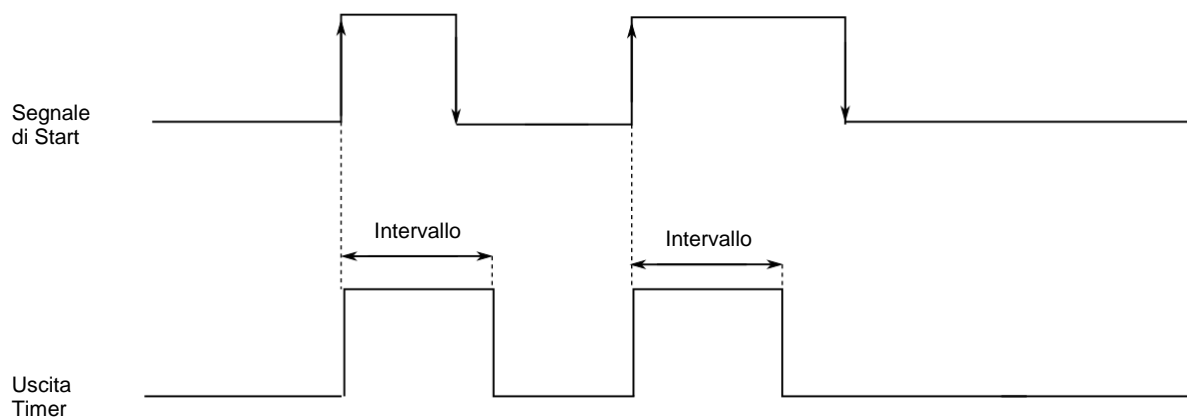 Segnale
di Start
Intervallo
Intervallo
Uscita
Timer